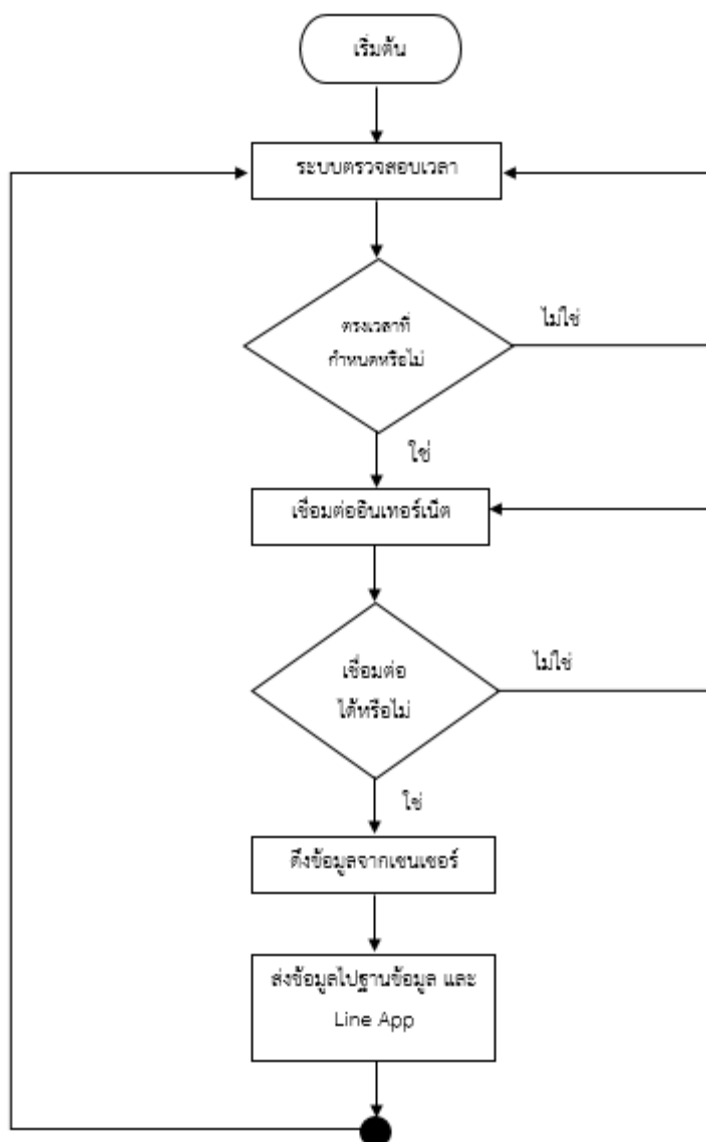 เริ่มต้น
ระบบตรวจสอบเวลา
ตรงเวลาที่
กำหนดหรือไม่
ไม่ใช่
ใช่
เชื่อมต่ออินเทอร์เน็ต
เชื่อมต่อ
ได้หรือไม่
ไม่ใช่
ใช่
ดึงข้อมูลจากเซนเซอร์
ส่งข้อมูลไปฐานข้อมูล และ
Line App